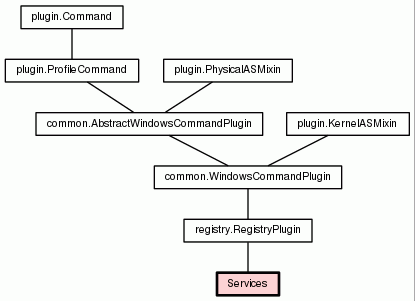 plugin.Command
plugin.ProfileCommand
plugin.PhysicalASMixin
common.AbstractWindowsCommandPlugin
plugin.KernelASMixin
common.WindowsCommandPlugin
registry.RegistryPlugin
Services